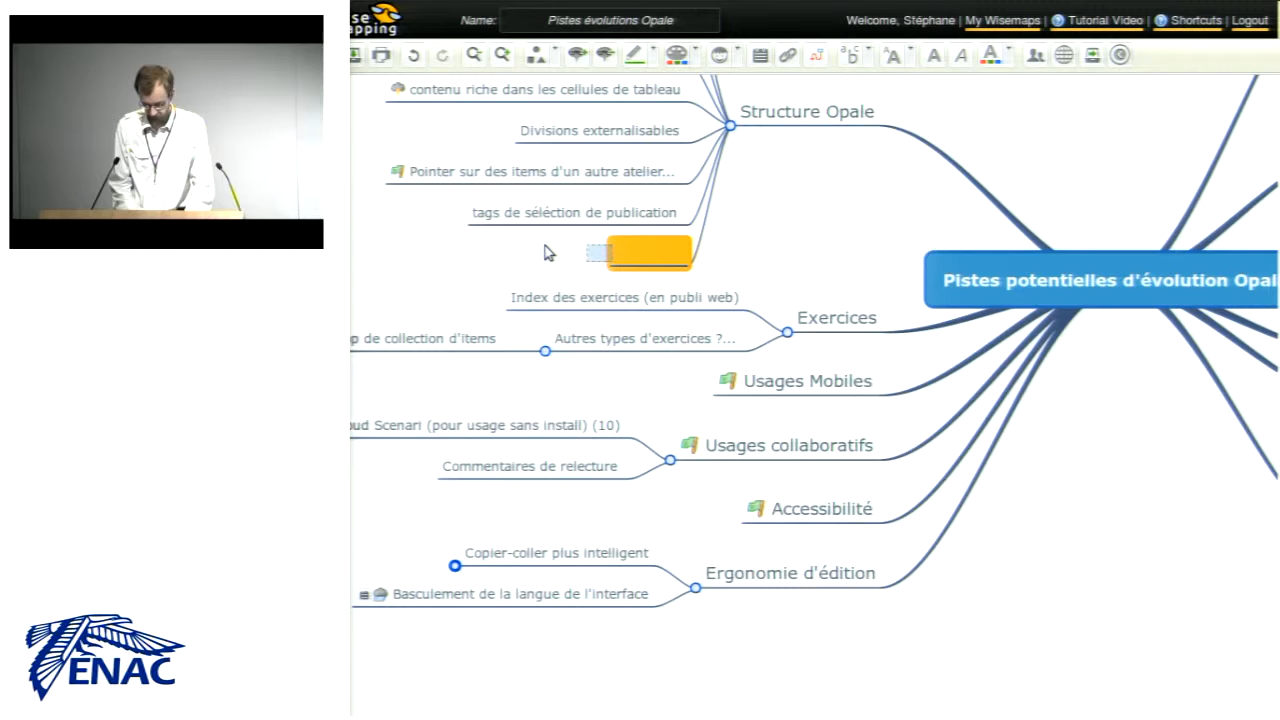 Name:
Pistes évolutions Opale
Welcome, Stéphane | My Wisemaps | Tutorial Video | Shortcuts | Logout
contenu riche dans les cellules de tableau
Structure Opale
Divisions externalisables
Pointer sur des items d'un autre atelier...
tags de séléction de publication
Pistes potentielles d'évolution Opal
Index des exercices (en publi web)
Exercices
p de collection d'items
Autres types d'exercices ?...
Usages Mobiles
oud Scenari (pour usage sans install) (10)
Usages collaboratifs
Commentaires de relecture
Accessibilité
Copier-coller plus intelligent
Ergonomie d'édition
Basculement de la langue de l'interface
ENAC